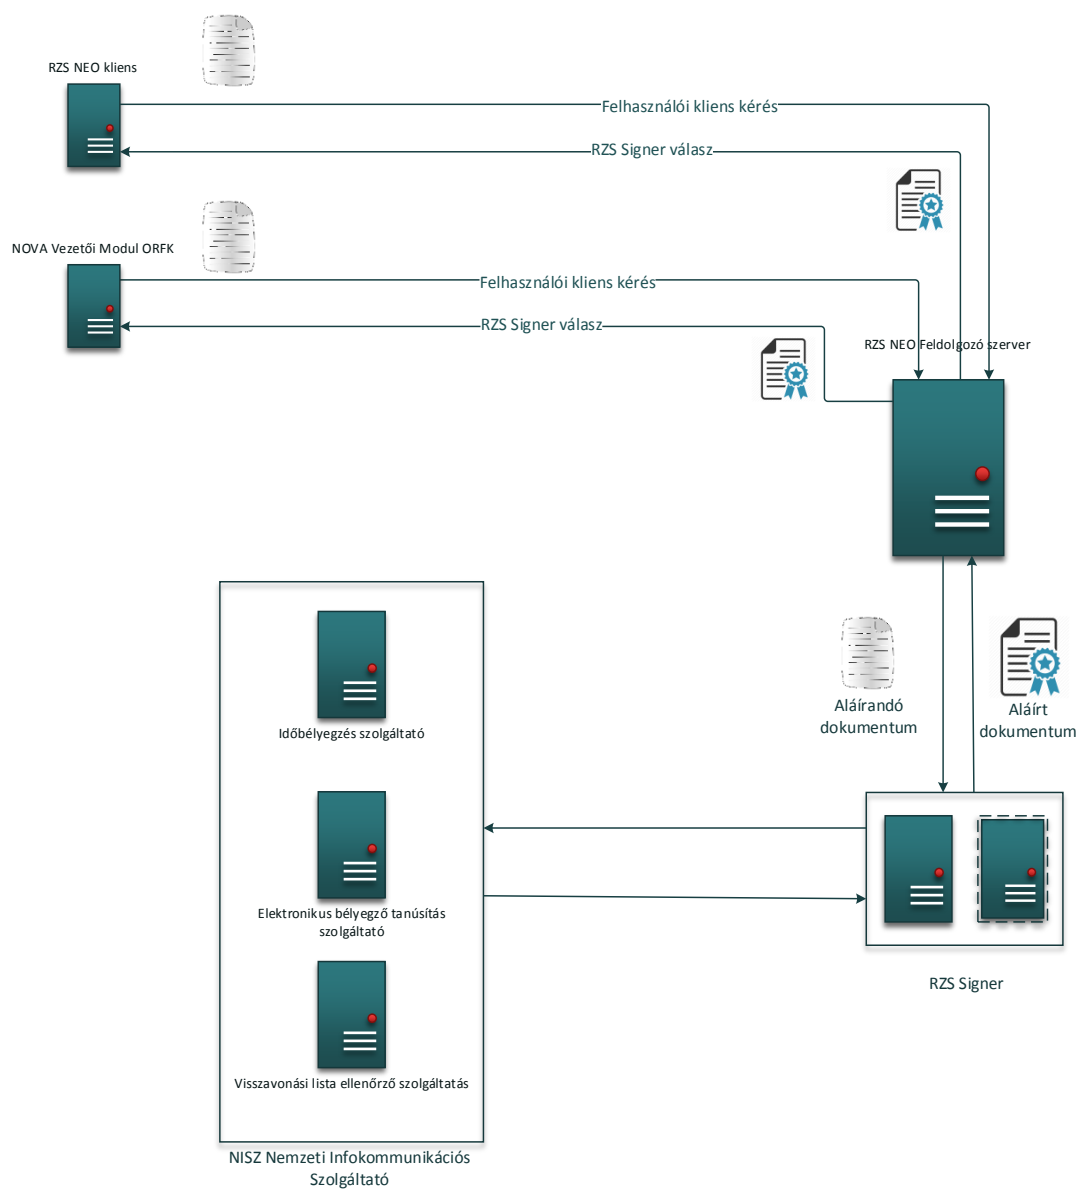 RZS NEO kliens
Felhasználói kliens kérés
RZS Signer válasz
NOVA Vezetői Modul ORFK
Felhasználói kliens kérés
RZS Signer válasz
RZS NEO Feldolgozó szerver
Aláírandó
dokumentum
Aláírt
dokumentum
Időbélyegzés szolgáltató
Elektronikus bélyegző tanúsítás
szolgáltató
RZS Signer
Visszavonási lista ellenőrző szolgáltatás
NISZ Nemzeti Infokommunikációs
Szolgáltató